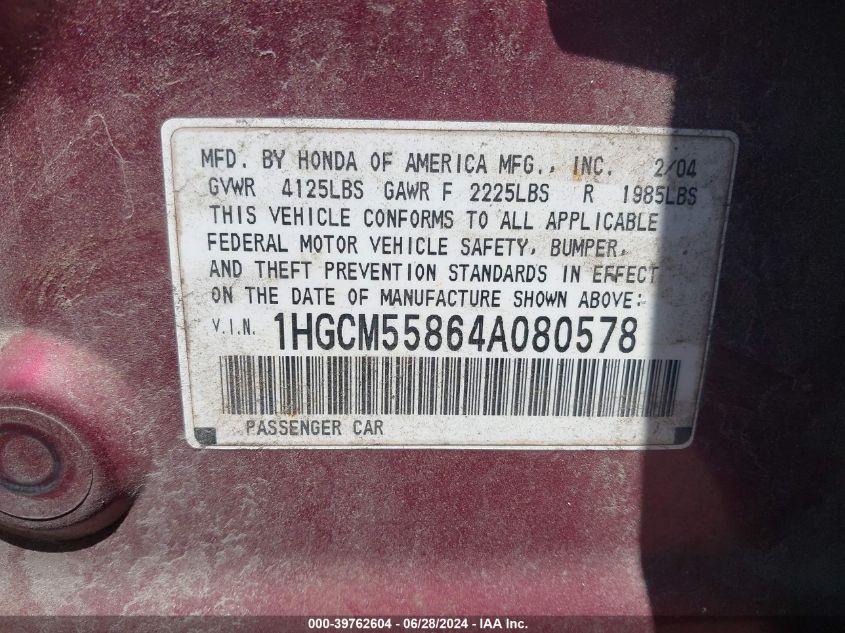 MFD. BY HONDA OF AMERICA MFG., INC. 2/04
GVWR 4125LBS GAWR F 2225LBS R 1985LBS
THIS VEHICLE CONFORMS TO ALL APPLICABLE
FEDERAL MOTOR VEHICLE SAFETY, BUMPER,
AND THEFT PREVENTION STANDARDS IN EFFECT
ON THE DATE OF MANUFACTURE SHOWN ABOVE:
V.I.N. 1HGCM55864A080578
PASSENGER CAR
000-39762604 - 06/28/2024 - IAA Inc.